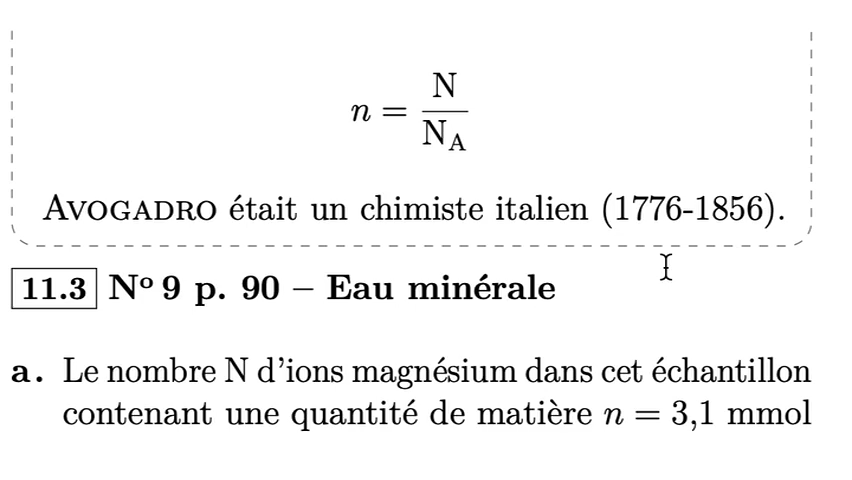 n = N / N_A
AVOGADRO était un chimiste italien (1776-1856).
11.3 Nº 9 p. 90 – Eau minérale
a. Le nombre N d'ions magnésium dans cet échantillon
contenant une quantité de matière n = 3,1 mmol